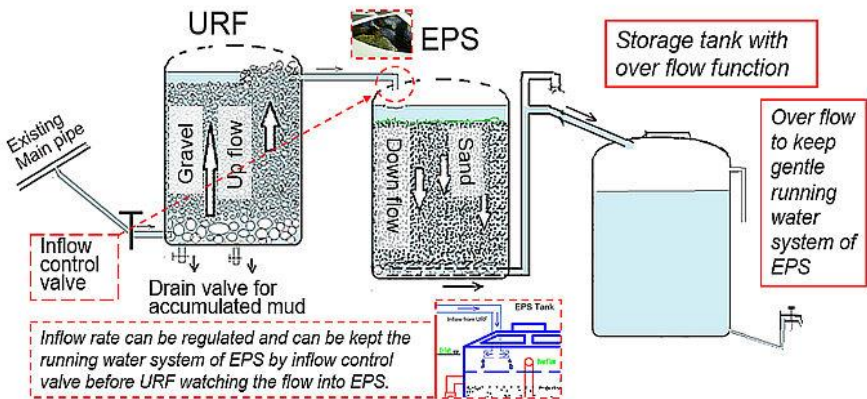 URF
EPS
Storage tank with
over flow function
Existing
Main pipe
Gravel
Up flow
Down flow
Sand
Over flow
to keep
gentle
running
water
system of
EPS
Inflow
control
valve
Drain valve for
accumulated mud
Inflow rate can be regulated and can be kept the
running water system of EPS by inflow control
valve before URF watching the flow into EPS.
EPS Tank
Inflow from URF